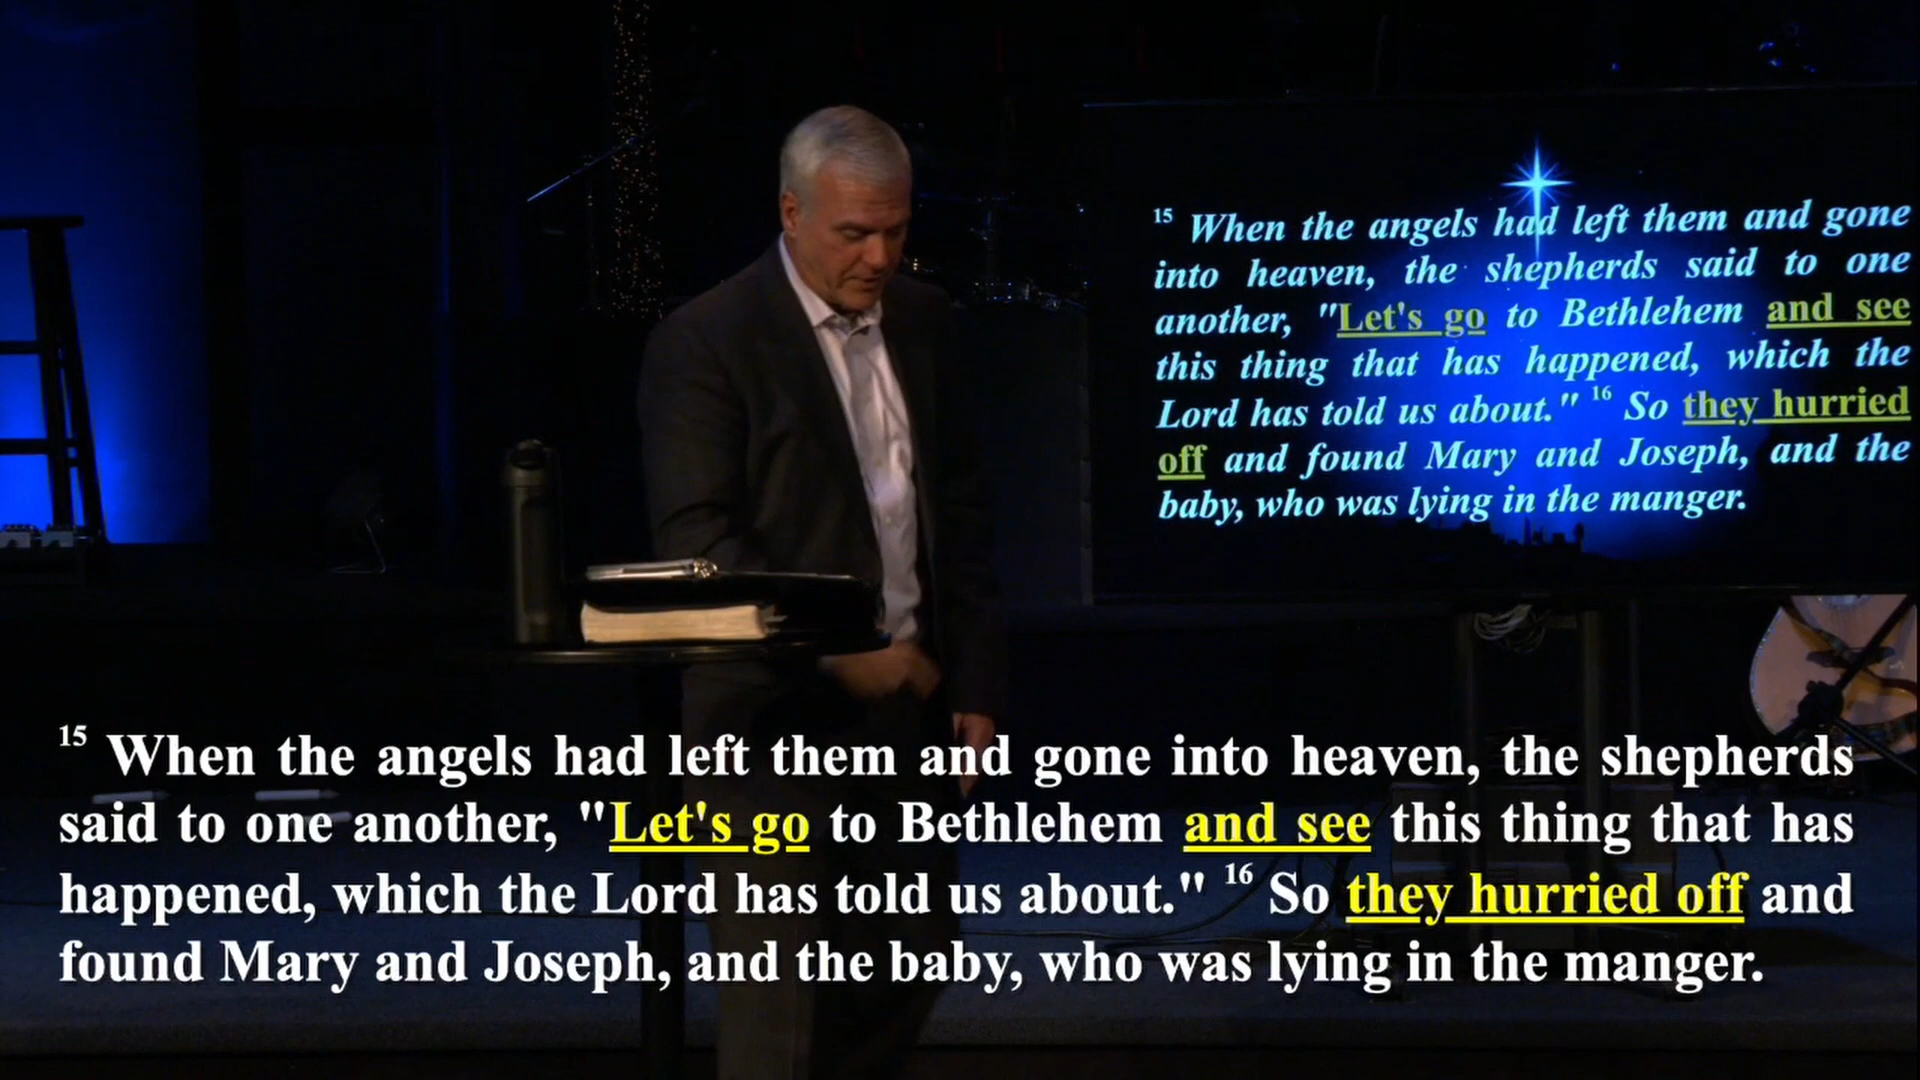 15 When the angels had left them and gone
into heaven, the shepherds said to one
another, "Let's go to Bethlehem and see
this thing that has happened, which the
Lord has told us about." 16 So they hurried
off and found Mary and Joseph, and the
baby, who was lying in the manger.
15 When the angels had left them and gone into heaven, the shepherds
said to one another, "Let's go to Bethlehem and see this thing that has
happened, which the Lord has told us about." 16 So they hurried off and
found Mary and Joseph, and the baby, who was lying in the manger.